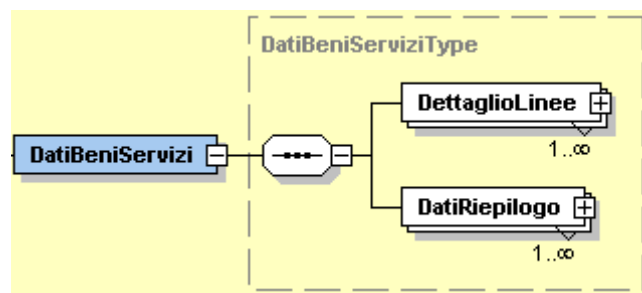 DatiBeniServiziType
DettaglioLinee
1..∞
DatiBeniServizi
DatiRiepilogo
1..∞